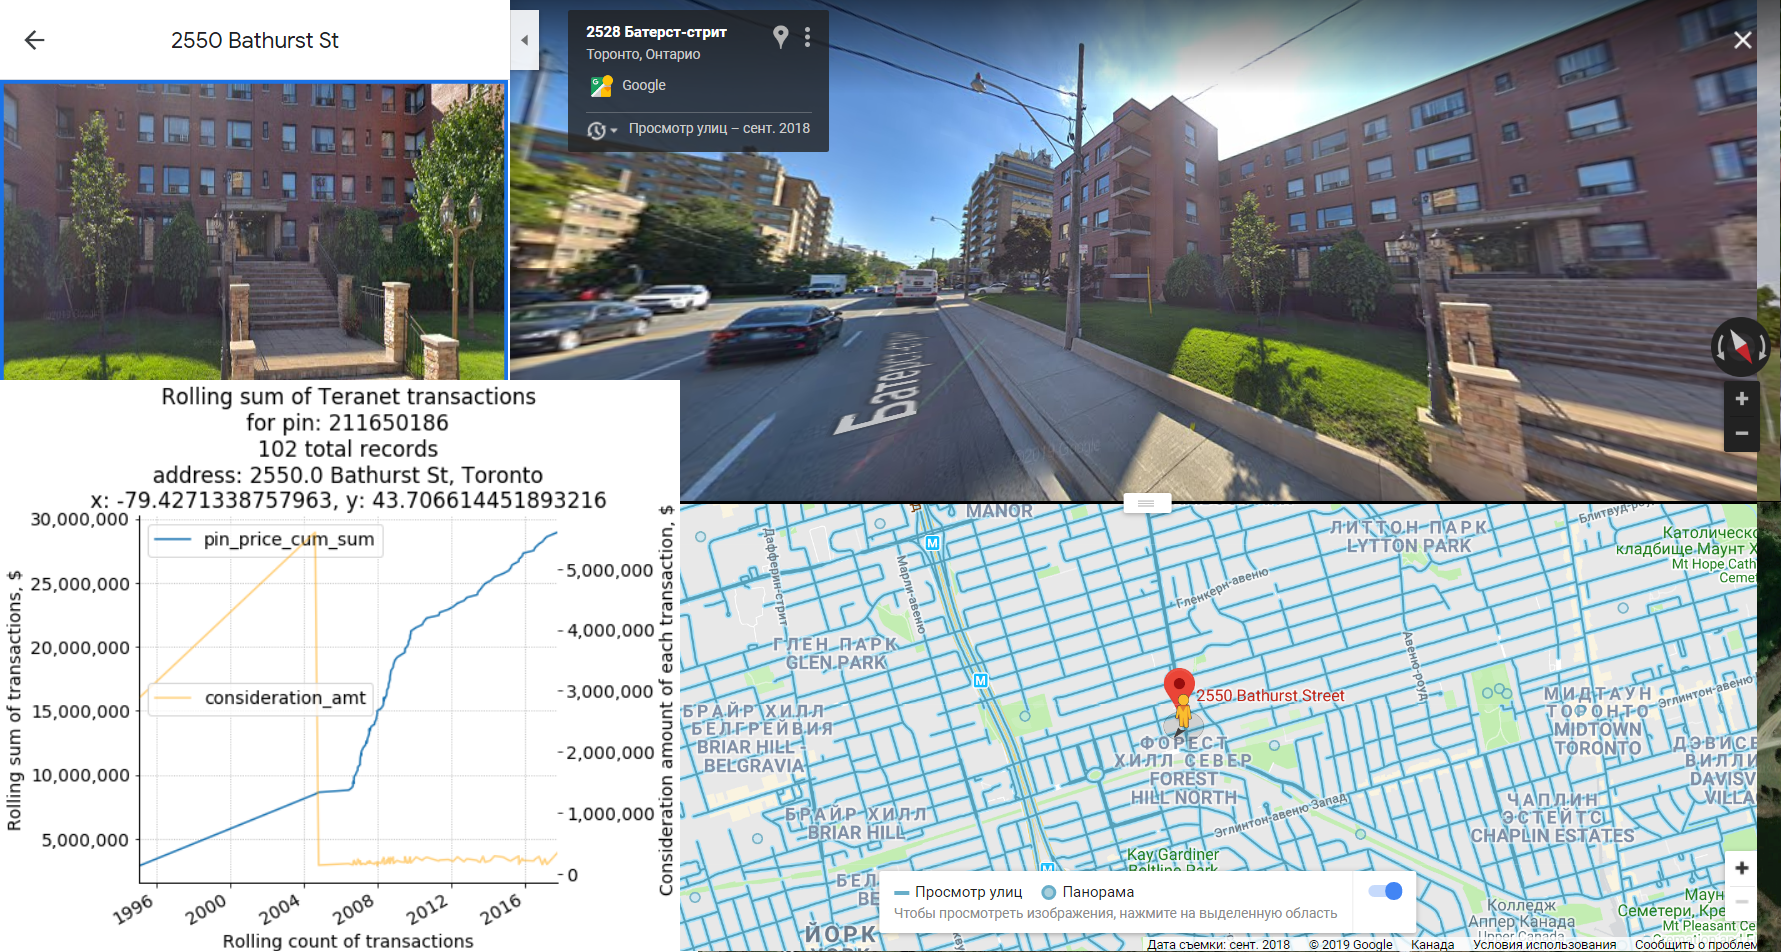 2550 Bathurst St
2528 Батерст-стрит
Торонто, Онтарио
Google
Просмотр улиц – сент. 2018
Батерст-стрит
Rolling sum of Teranet transactions
for pin: 211650186
102 total records
address: 2550.0 Bathurst St, Toronto
x: -79.4271338757963, y: 43.706614451893216
30,000,000
25,000,000
20,000,000
15,000,000
10,000,000
5,000,000
Rolling sum of transactions, $
pin_price_cum_sum
consideration_amt
5,000,000
4,000,000
3,000,000
2,000,000
1,000,000
0
Consideration amount of each transaction, $
1996
2000
2004
2008
2012
2016
Rolling count of transactions
MANOR
ЛИТТОН ПАРК
LYTTON PARK
Католическо
кладбище Маунт Х
Mt Hope Cath
Cemet
Дафферин-стрит
Марли-авеню
Гленкерн-авеню
Авеню-роуд
ГЛЕН ПАРК
GLEN PARK
2550 Bathurst Street
МИДТАУН
ТОРОНТО
MIDTOWN
TORONTO
Эглинтон-авеню
БРАЙР ХИЛЛ
БЕЛГРЕЙВИЯ
BRIAR HILL -
BELGRAVIA
ФОРЕСТ
ХИЛЛ СЕВЕР
FOREST
HILL NORTH
ДЭВИСВ
ВИЛЛИ
DAVISV
VILLA
БРАЙР ХИЛЛ
BRIAR HILL
Эглинтон-авеню Запад
ЧАПЛИН
ЭСТЕЙТС
CHAPLIN ESTATES
Kay Gardiner
Beltline Park
БЕЛ
BE
ЙОРК
Просмотр улиц
Панорама
Чтобы просмотреть изображения, нажмите на выделенную область
Колледж
Аппер Канада
Upper Canada
Маун
Семетери, Кре
Mt Pleasant Ce
Дата съемки: сент. 2018
© 2019 Google
Канада
Условия использования
Сообщить о проблем